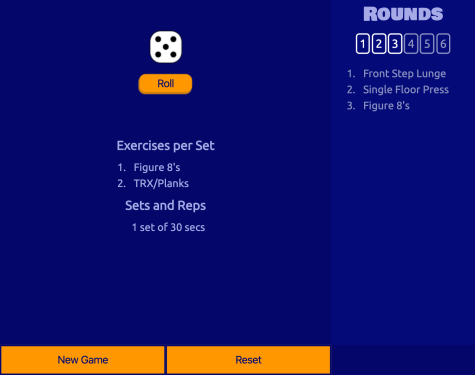 Roll
Exercises per Set
1. Figure 8's
2. TRX/Planks
Sets and Reps
1 set of 30 secs
New Game
Reset
ROUNDS
1 2 3 4 5 6
1. Front Step Lunge
2. Single Floor Press
3. Figure 8's